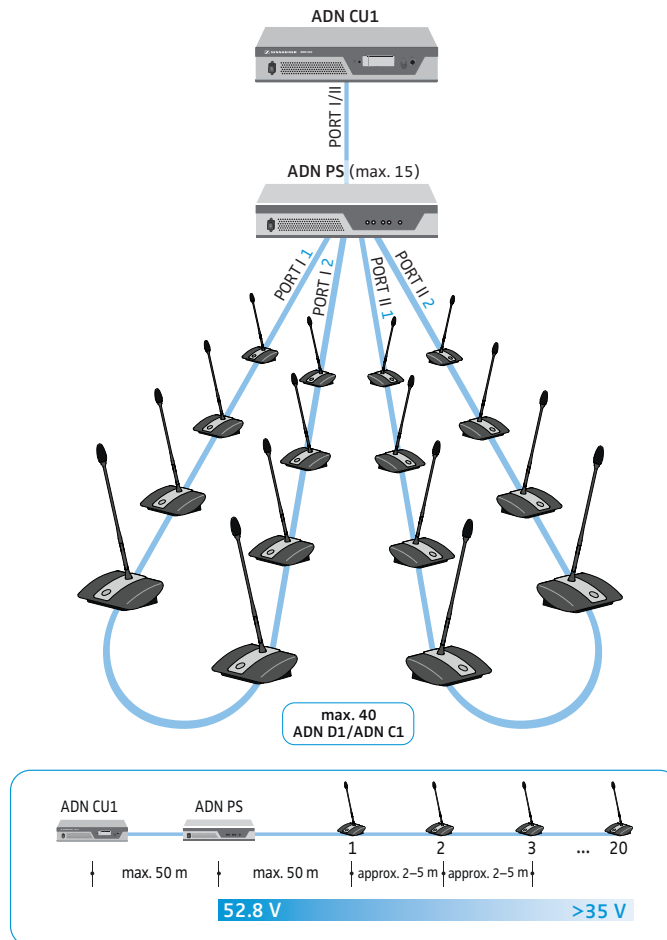 ADN CU1
SENNHEISER
PORT I/II
ADN PS (max. 15)
PORT I 1
PORT I 2
PORT II 1
PORT II 2
max. 40
ADN D1/ADN C1
ADN CU1
ADN PS
1
2
3
...
20
max. 50 m
max. 50 m
approx. 2–5 m
approx. 2–5 m
52.8 V
>35 V